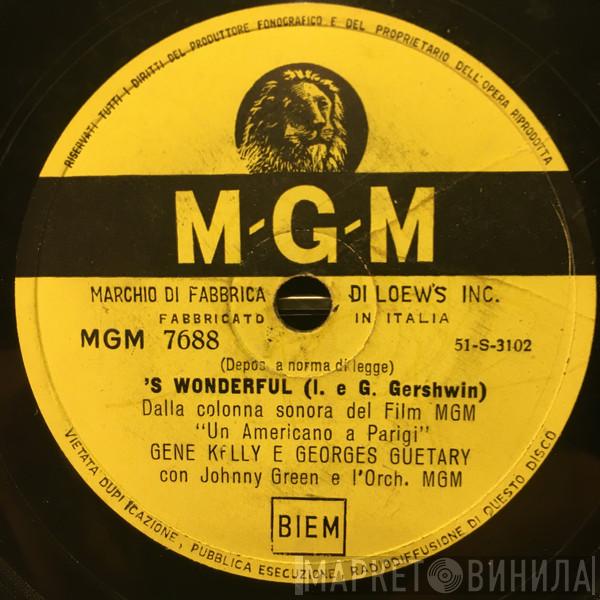 RISERVATI TUTTI I DIRITTI DEL PRODUTTORE FONOGRAFICO E DEL PROPRIETARIO DELL'OPERA RIPRODOTTA
M-G-M
MARCHIO DI FABBRICA DI LOEW'S INC.
FABBRICATO IN ITALIA
MGM 7688
51-S-3102
(Depos. a norma di legge)
'S WONDERFUL (I. e G. Gershwin)
Dalla colonna sonora del Film MGM
"Un Americano a Parigi"
GENE KELLY E GEORGES GUETARY
con Johnny Green e l'Orch. MGM
BIEM
VIETATA DUPLICAZIONE, PUBBLICA ESECUZIONE, RADIODIFFUSIONE DI QUESTO DISCO
МАРКЕТ ВИНИЛА